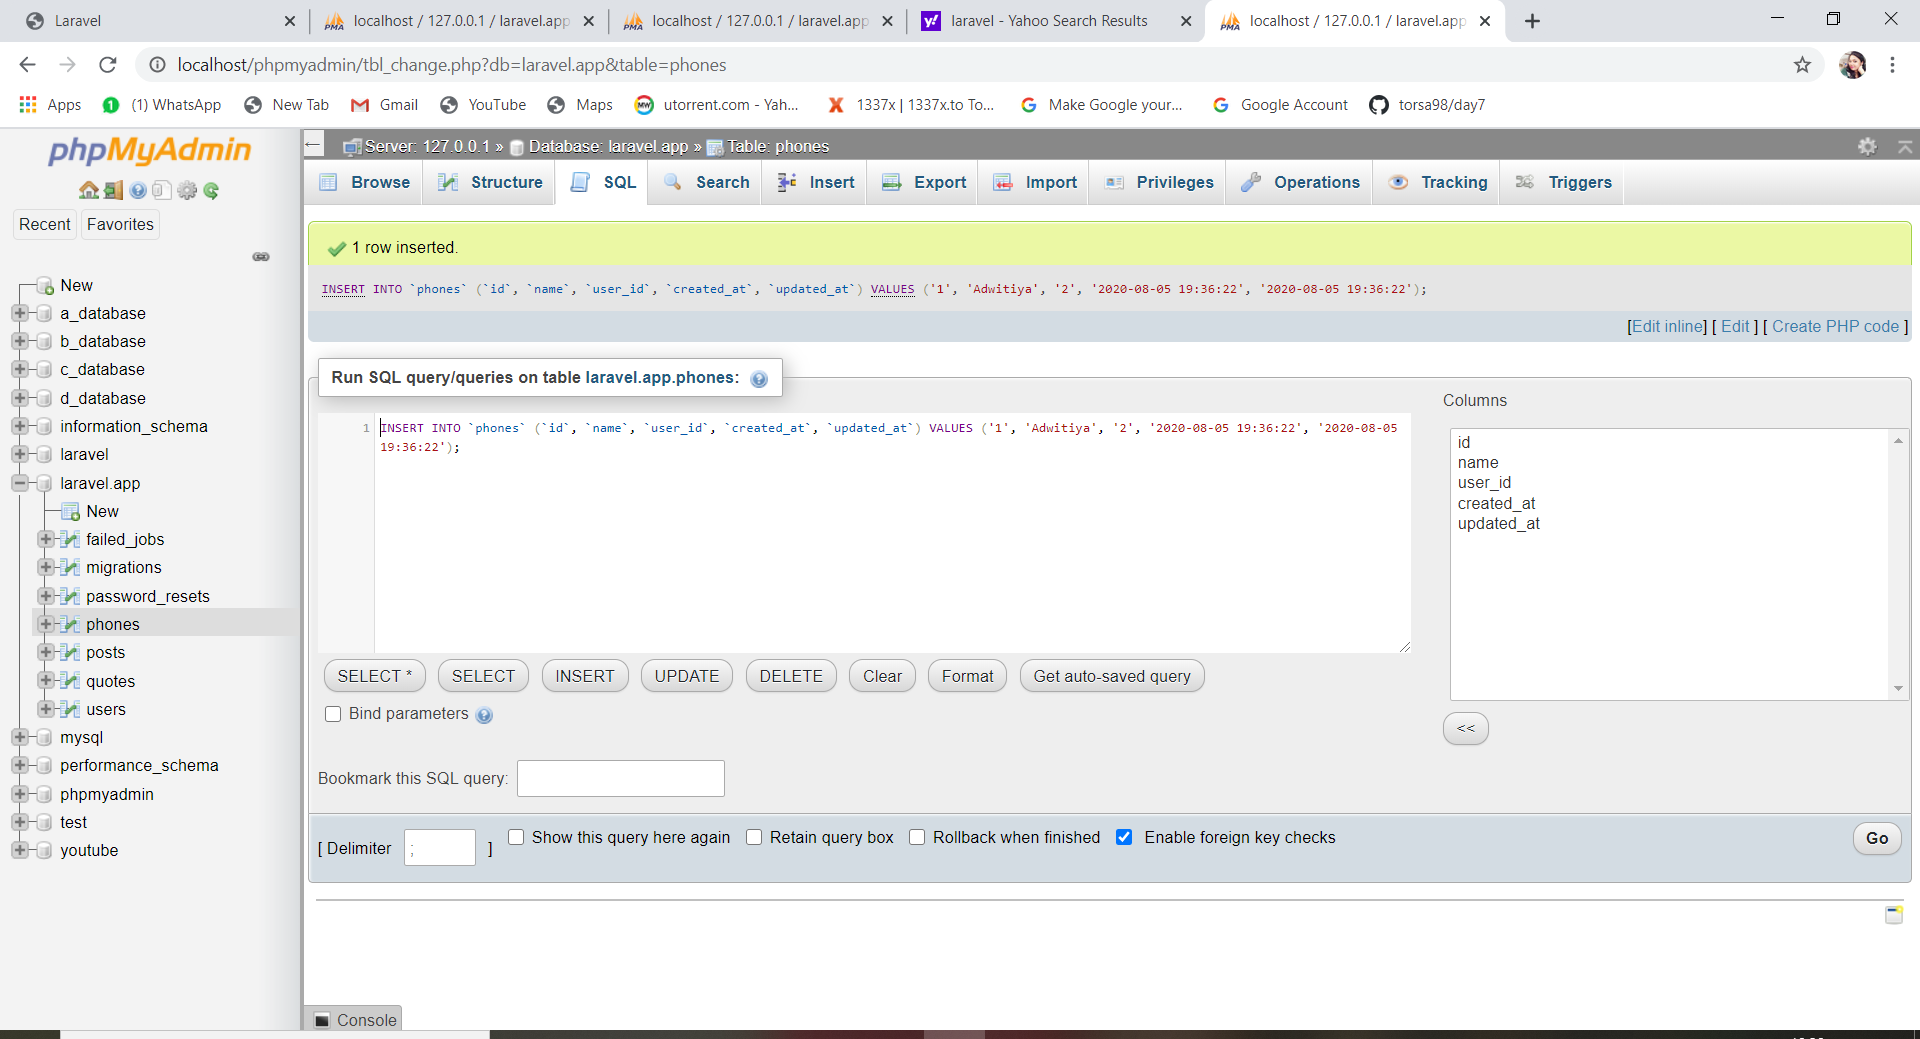 Laravel
localhost / 127.0.0.1 / laravel.app
localhost / 127.0.0.1 / laravel.app
laravel - Yahoo Search Results
localhost / 127.0.0.1 / laravel.app
localhost/phpmyadmin/tbl_change.php?db=laravel.app&table=phones
Apps
(1) WhatsApp
New Tab
Gmail
YouTube
Maps
utorrent.com - Yah...
1337x | 1337x.to To...
Make Google your...
Google Account
torsa98/day7
phpMyAdmin
Recent
Favorites
New
a_database
b_database
c_database
d_database
information_schema
laravel
laravel.app
New
failed_jobs
migrations
password_resets
phones
posts
quotes
users
mysql
performance_schema
phpmyadmin
test
youtube
Server: 127.0.0.1 » Database: laravel.app » Table: phones
Browse
Structure
SQL
Search
Insert
Export
Import
Privileges
Operations
Tracking
Triggers
1 row inserted.
INSERT INTO `phones` (`id`, `name`, `user_id`, `created_at`, `updated_at`) VALUES ('1', 'Adwitiya', '2', '2020-08-05 19:36:22', '2020-08-05 19:36:22');
[Edit inline] [ Edit ] [ Create PHP code ]
Run SQL query/queries on table laravel.app.phones:
1
INSERT INTO `phones` (`id`, `name`, `user_id`, `created_at`, `updated_at`) VALUES ('1', 'Adwitiya', '2', '2020-08-05 19:36:22', '2020-08-05
19:36:22');
Columns
id
name
user_id
created_at
updated_at
SELECT *
SELECT
INSERT
UPDATE
DELETE
Clear
Format
Get auto-saved query
<<
Bind parameters
Bookmark this SQL query:
[ Delimiter ; ]
Show this query here again
Retain query box
Rollback when finished
Enable foreign key checks
Go
Console